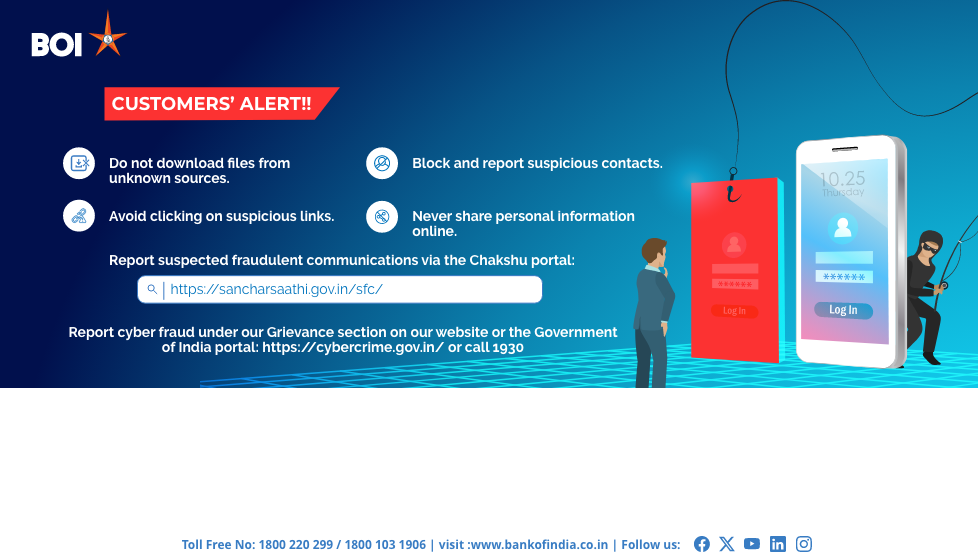 BOI
CUSTOMERS' ALERT!!
Do not download files from
unknown sources.
Block and report suspicious contacts.
Avoid clicking on suspicious links.
Never share personal information
online.
Report suspected fraudulent communications via the Chakshu portal:
https://sancharsaathi.gov.in/sfc/
Report cyber fraud under our Grievance section on our website or the Government
of India portal: https://cybercrime.gov.in/ or call 1930
10.25
Thursday
******
Log In
******
Log In
Toll Free No: 1800 220 299 / 1800 103 1906 | visit :www.bankofindia.co.in | Follow us: